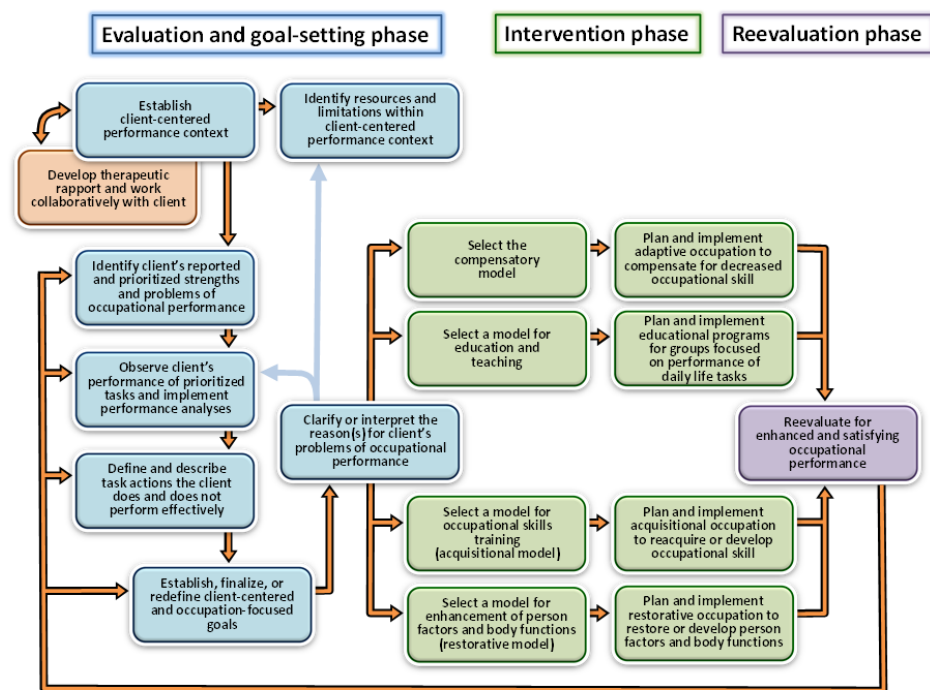 Evaluation and goal-setting phase
Intervention phase
Reevaluation phase
Establish
client-centered
performance context
Identify resources and
limitations within
client-centered
performance context
Develop therapeutic
rapport and work
collaboratively with client
Identify client's reported
and prioritized strengths
and problems of
occupational performance
Select the
compensatory
model
Plan and implement
adaptive occupation to
compensate for decreased
occupational skill
Observe client's
performance of prioritized
tasks and implement
performance analyses
Select a model for
education and
teaching
Plan and implement
educational programs
for groups focused
on performance of
daily life tasks
Clarify or interpret the
reason(s) for client's
problems of occupational
performance
Reevaluate for
enhanced and satisfying
occupational
performance
Define and describe
task actions the client
does and does not
perform effectively
Select a model for
occupational skills
training
(acquisitional model)
Plan and implement
acquisitional occupation
to reacquire or develop
occupational skill
Establish, finalize, or
redefine client-centered
and occupation-focused
goals
Select a model for
enhancement of person
factors and body functions
(restorative model)
Plan and implement
restorative occupation to
restore or develop person
factors and body functions